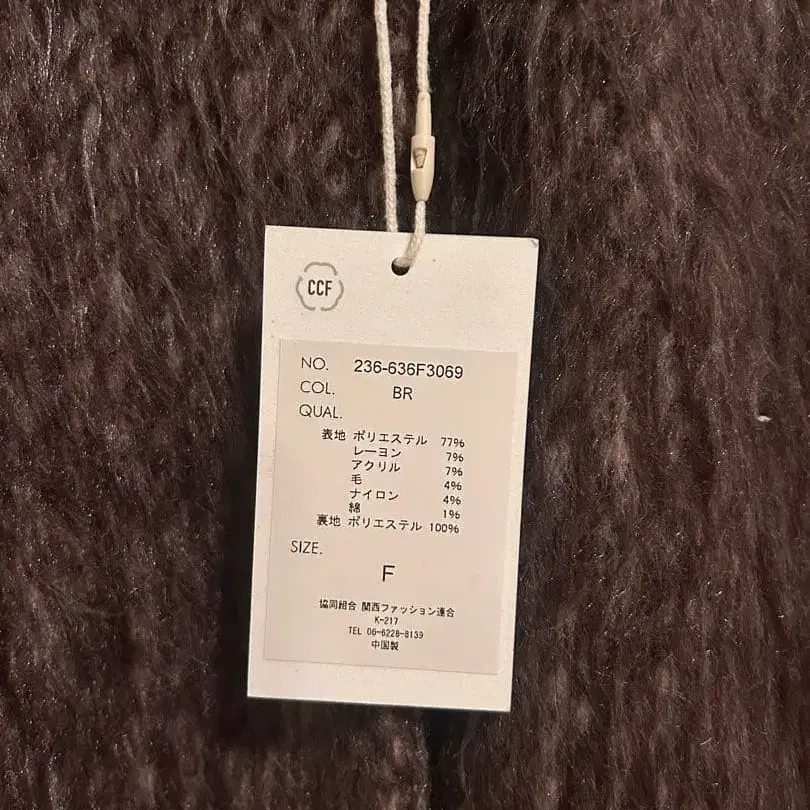 CCF
NO. 236-636F3069
COL. BR
QUAL.
表地 ポリエステル 77%
レーヨン 7%
アクリル 7%
毛 4%
ナイロン 4%
綿 1%
裏地 ポリエステル 100%
SIZE.
F
協同組合 関西ファッション連合
K-217
TEL 06-6228-8139
中国製